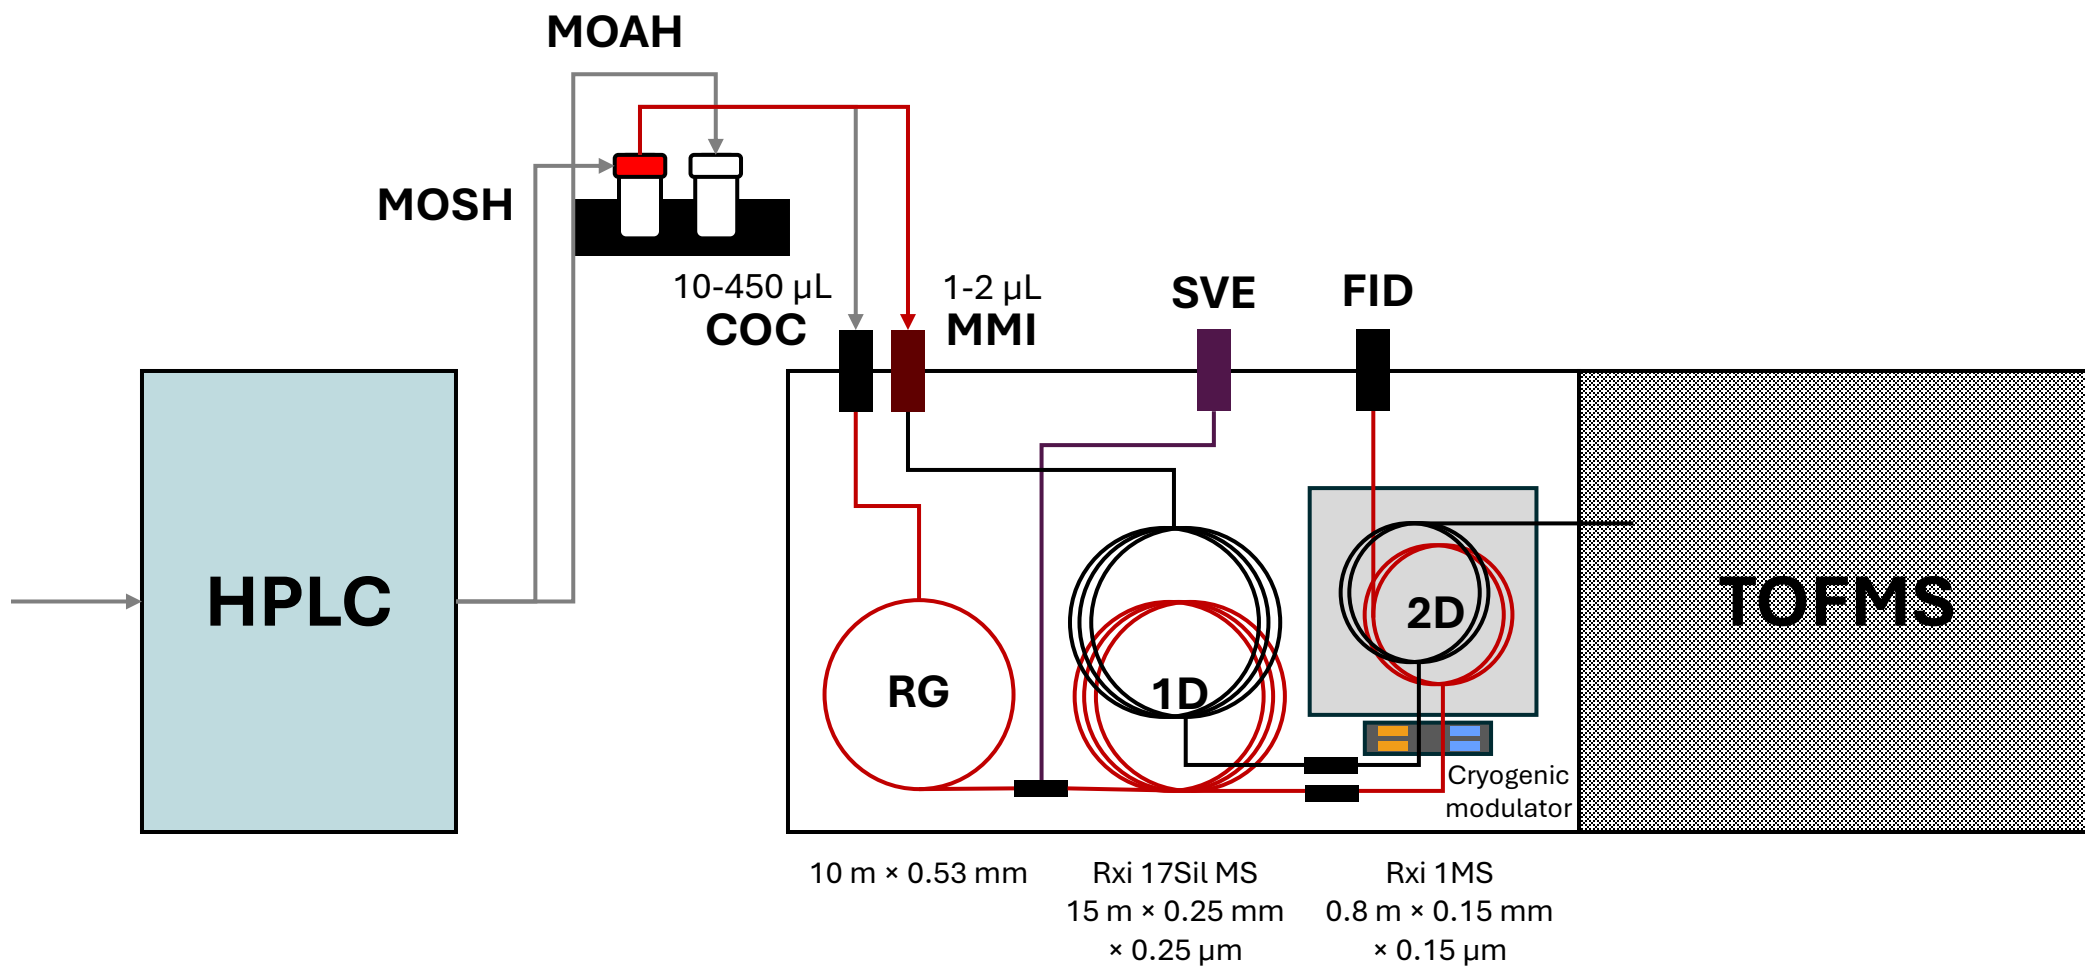 MOAH
MOSH
10-450 µL
COC
1-2 µL
MMI
SVE
FID
HPLC
RG
1D
2D
TOFMS
Cryogenic
modulator
10 m × 0.53 mm
Rxi 17Sil MS
15 m × 0.25 mm
× 0.25 µm
Rxi 1MS
0.8 m × 0.15 mm
× 0.15 µm